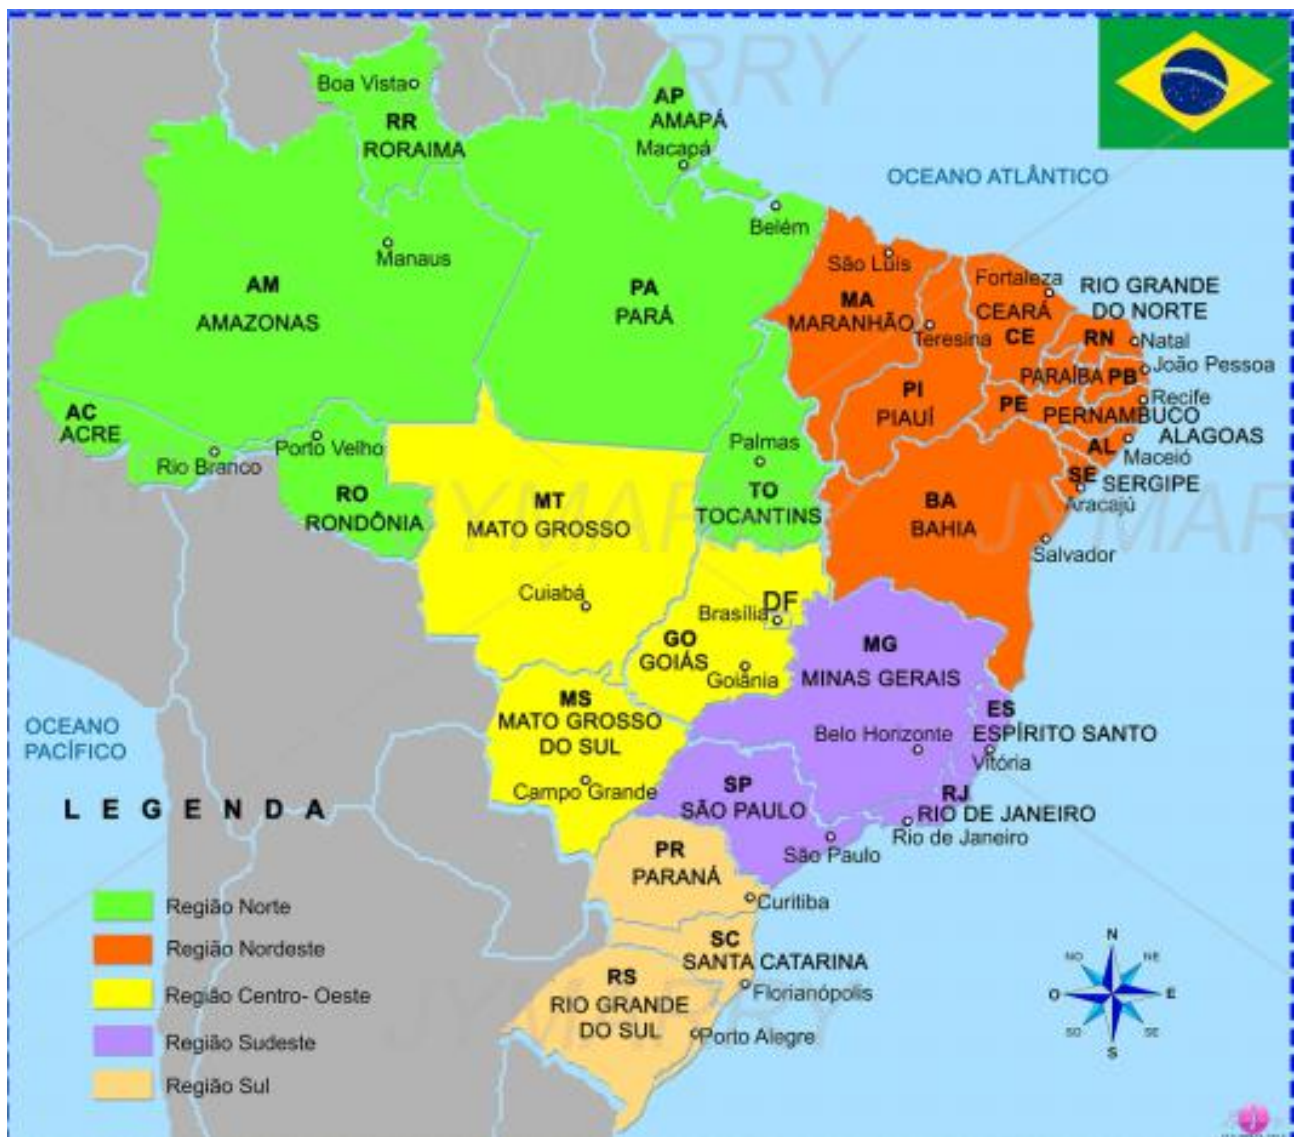 Boa Vista
RR
RORAIMA
AP
AMAPÁ
Macapá
OCEANO ATLÂNTICO
Belém
Manaus
AM
AMAZONAS
PA
PARÁ
São Luis
MA
MARANHÃO
Teresina
Fortaleza
CEARÁ
CE
RIO GRANDE
DO NORTE
RN
Natal
João Pessoa
PARAÍBA PB
PI
PIAUÍ
PE
PERNAMBUCO
Recife
AC
ACRE
Rio Branco
Porto Velho
RO
RONDÔNIA
Palmas
TO
TOCANTINS
AL
ALAGOAS
Maceió
SE
SERGIPE
Aracajú
MT
MATO GROSSO
Cuiabá
BA
BAHIA
Salvador
DF
Brasília
GO
GOIÁS
Goiânia
MG
MINAS GERAIS
Belo Horizonte
MS
MATO GROSSO
DO SUL
Campo Grande
ES
ESPÍRITO SANTO
Vitória
OCEANO
PACÍFICO
SP
SÃO PAULO
São Paulo
RJ
RIO DE JANEIRO
Rio de Janeiro
PR
PARANÁ
Curitiba
SC
SANTA CATARINA
Florianópolis
RS
RIO GRANDE
DO SUL
Porto Alegre
L E G E N D A
Região Norte
Região Nordeste
Região Centro- Oeste
Região Sudeste
Região Sul
N
NO
NE
O
E
SO
SE
S
JYMARRY
JYMARRY
JYMARR
JYMARRY